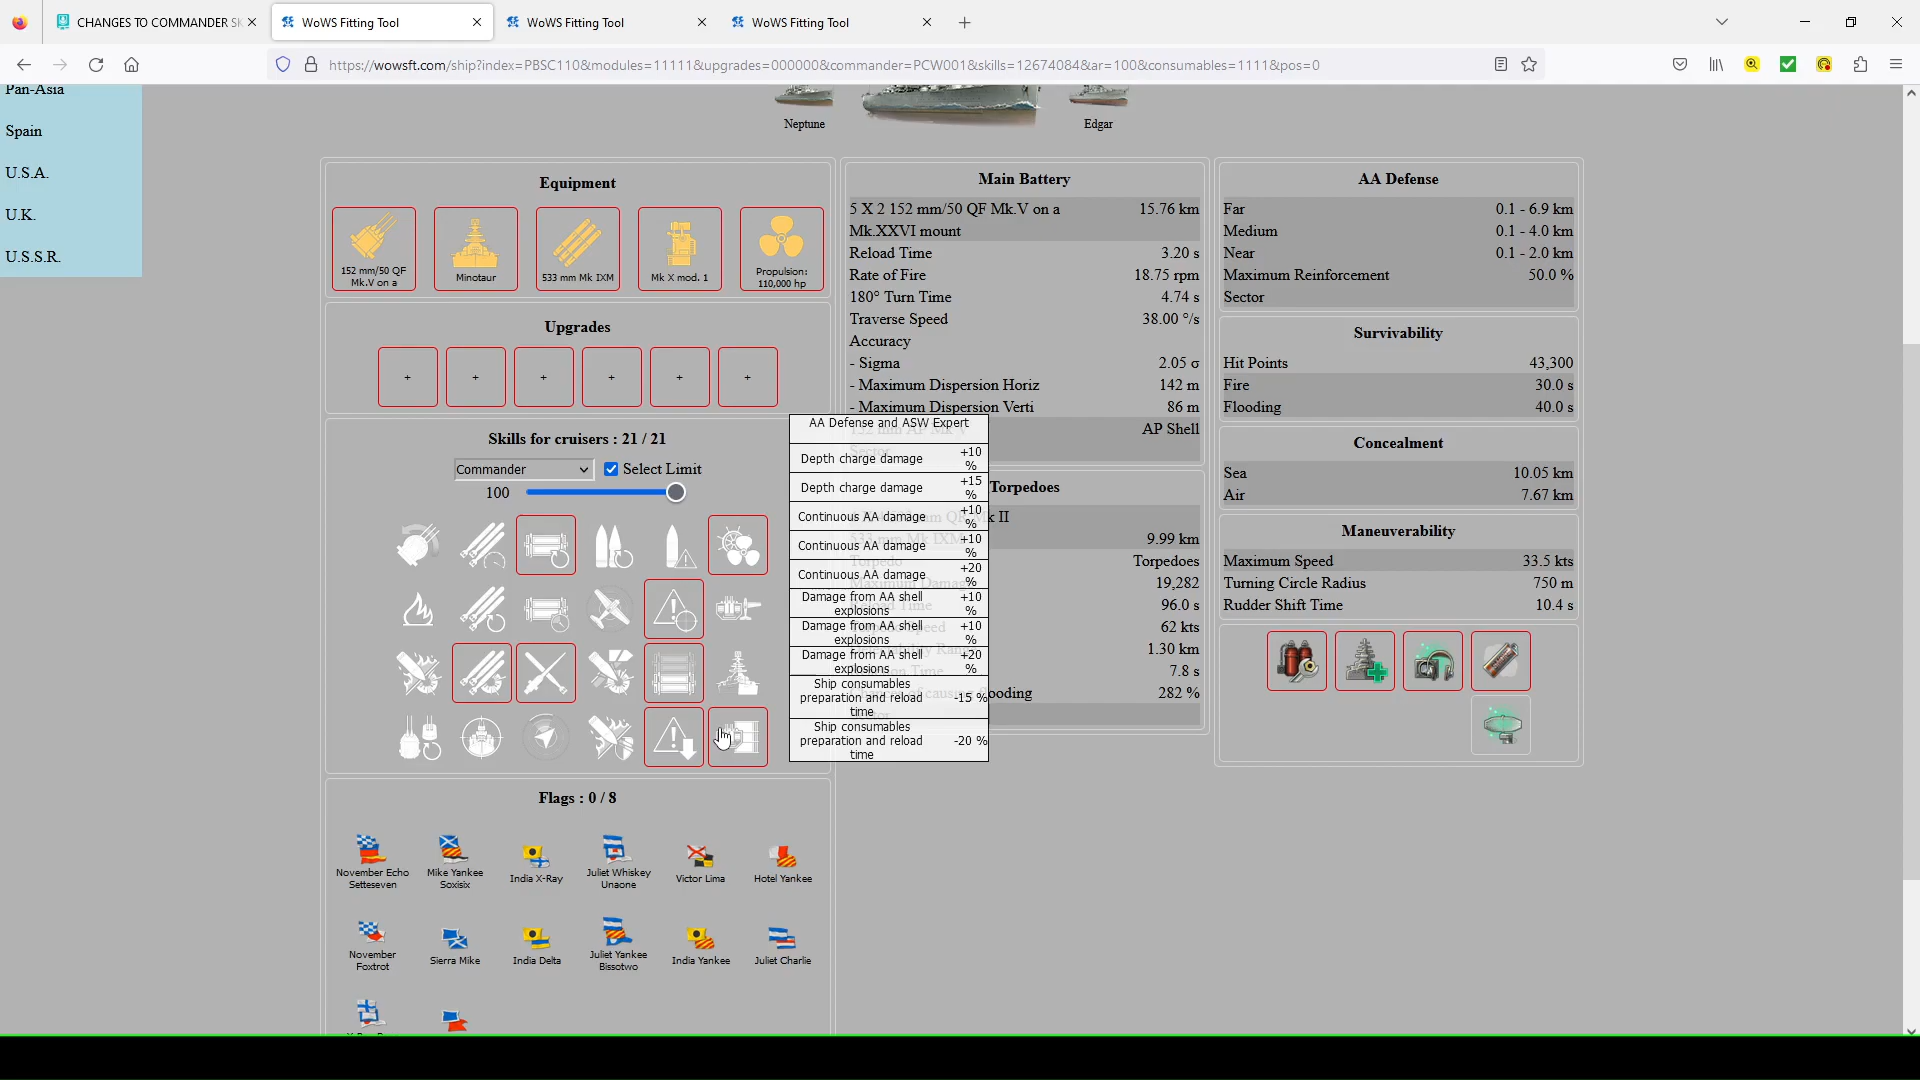 CHANGES TO COMMANDER SK
WoWS Fitting Tool
WoWS Fitting Tool
WoWS Fitting Tool
https://wowsft.com/ship?index=PBSC110&modules=11111&upgrades=000000&commander=PCW001&skills=12674084&ar=100&consumables=1111&pos=0
Pan-Asia
Spain
U.S.A.
U.K.
U.S.S.R.
Neptune
Edgar
Equipment
152 mm/50 QF
Mk.V on a
Minotaur
533 mm Mk IXM
Mk X mod. 1
Propulsion:
110,000 hp
Upgrades
+
+
+
+
+
+
Skills for cruisers : 21 / 21
Commander
Select Limit
100
Flags : 0 / 8
November Echo
Setteseven
Mike Yankee
Soxisix
India X-Ray
Juliet Whiskey
Unaone
Victor Lima
Hotel Yankee
November
Foxtrot
Sierra Mike
India Delta
Juliet Yankee
Bissotwo
India Yankee
Juliet Charlie
Main Battery
5 X 2 152 mm/50 QF Mk.V on a 15.76 km
Mk.XXVI mount
Reload Time 3.20 s
Rate of Fire 18.75 rpm
180° Turn Time 4.74 s
Traverse Speed 38.00 °/s
Accuracy
- Sigma 2.05 σ
- Maximum Dispersion Horiz 142 m
- Maximum Dispersion Verti 86 m
AP Shell
AA Defense and ASW Expert
Depth charge damage +10 %
Depth charge damage +15 %
Continuous AA damage +10 %
Continuous AA damage +10 %
Continuous AA damage +20 %
Damage from AA shell explosions +10 %
Damage from AA shell explosions +10 %
Damage from AA shell explosions +20 %
Ship consumables preparation and reload time -15 %
Ship consumables preparation and reload time -20 %
Torpedoes
9.99 km
Torpedoes
19,282
96.0 s
62 kts
1.30 km
7.8 s
flooding 282 %
AA Defense
Far 0.1 - 6.9 km
Medium 0.1 - 4.0 km
Near 0.1 - 2.0 km
Maximum Reinforcement 50.0 %
Sector
Survivability
Hit Points 43,300
Fire 30.0 s
Flooding 40.0 s
Concealment
Sea 10.05 km
Air 7.67 km
Maneuverability
Maximum Speed 33.5 kts
Turning Circle Radius 750 m
Rudder Shift Time 10.4 s